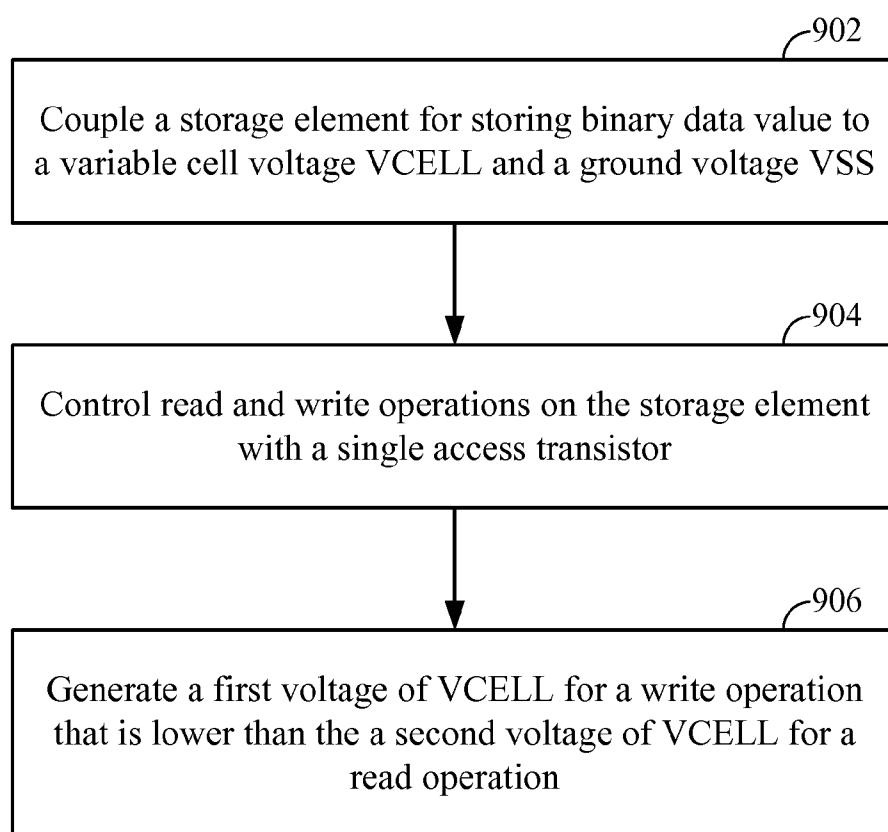 902
Couple a storage element for storing binary data value to
a variable cell voltage VCELL and a ground voltage VSS
904
Control read and write operations on the storage element
with a single access transistor
906
Generate a first voltage of VCELL for a write operation
that is lower than the a second voltage of VCELL for a
read operation